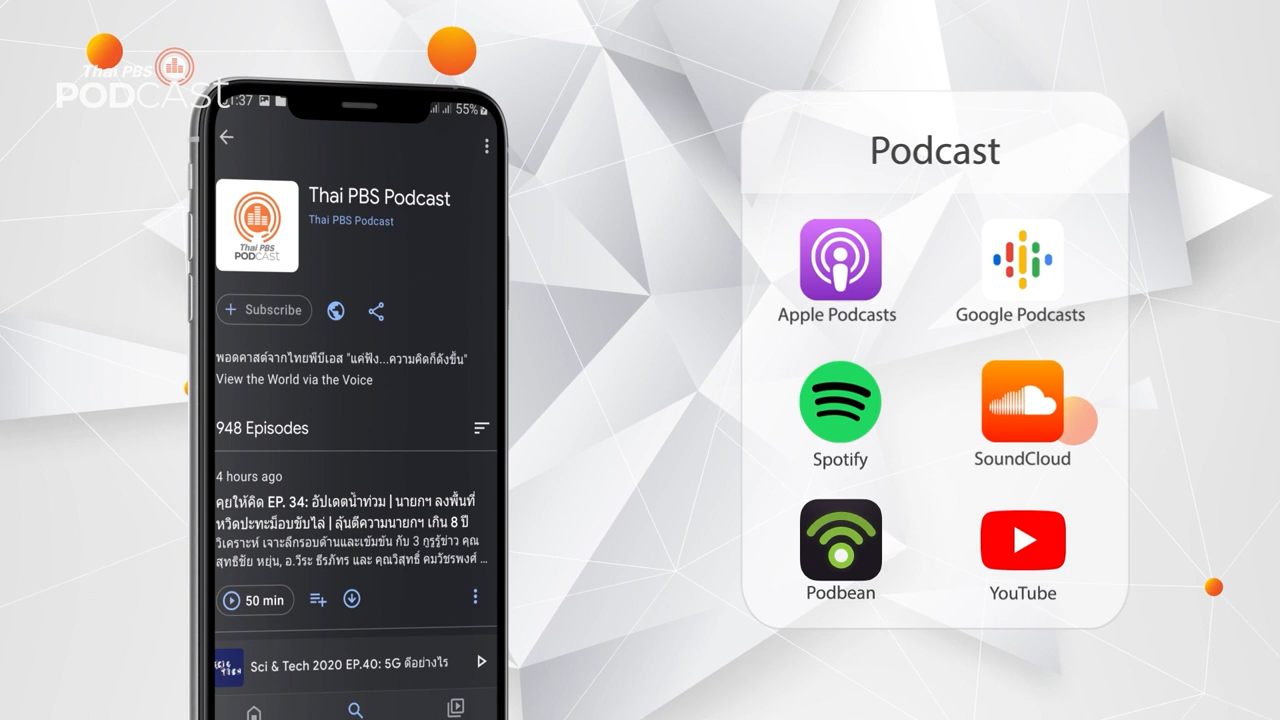 Thai PBS
PODCAST
1:37
55%
Thai PBS Podcast
Thai PBS Podcast
Thai PBS
PODCAST
+ Subscribe
พอดคาสต์จากไทยพีบีเอส "แค่ฟัง...ความคิดก็ดังขึ้น"
View the World via the Voice
948 Episodes
4 hours ago
คุยให้คิด EP. 34: อัปเดตน้ำท่วม | นายกฯ ลงพื้นที่
หวิดปะทะม็อบขับไล่ | ลุ้นตีความนายกฯ เกิน 8 ปี
วิเคราะห์ เจาะลึกรอบด้านและเข้มข้น กับ 3 กูรูรู้ข่าว คุณ
สุทธิชัย หยุ่น, อ.วีระ ธีรภัทร และ คุณวิสุทธิ์ คมวัชรพงศ์ ...
50 min
Sci & Tech 2020 EP.40: 5G ดีอย่างไร
Podcast
Apple Podcasts
Google Podcasts
Spotify
SoundCloud
Podbean
YouTube